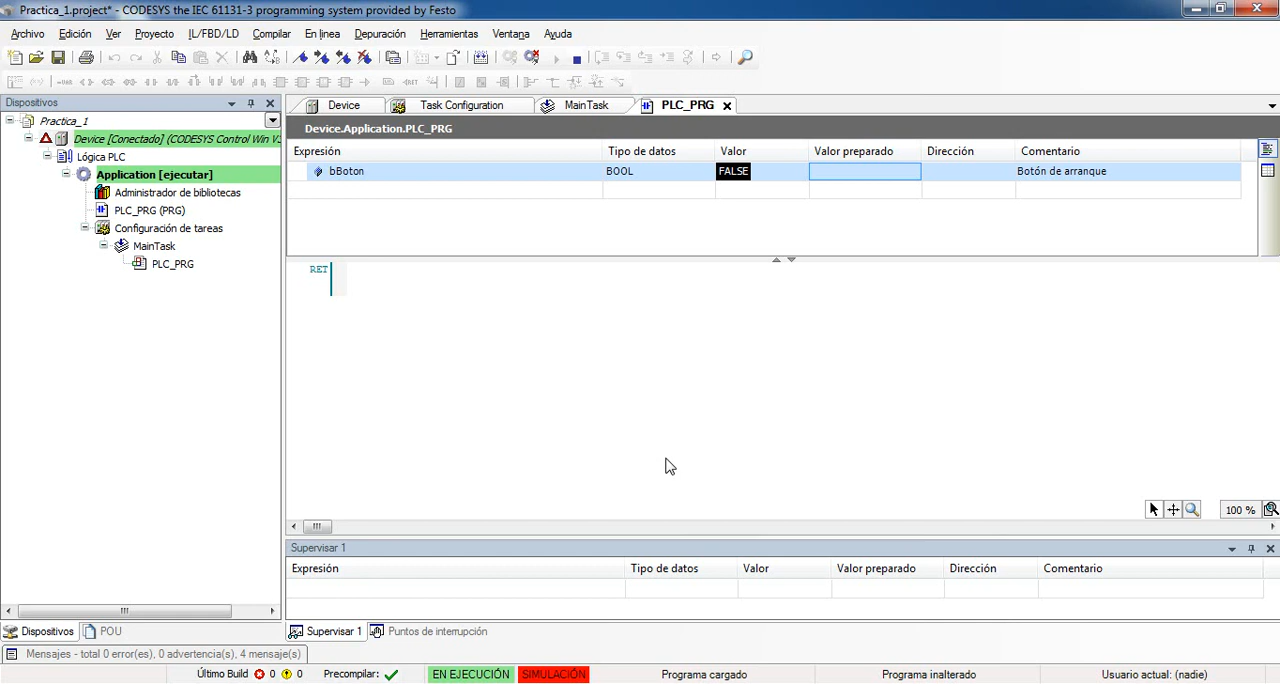 Practica_1.project* - CODESYS the IEC 61131-3 programming system provided by Festo
Archivo Edición Ver Proyecto IL/FBD/LD Compilar En línea Depuración Herramientas Ventana Ayuda
Dispositivos
Device Task Configuration MainTask PLC_PRG
Practica_1
Device [Conectado] (CODESYS Control Win V3
Lógica PLC
Application [ejecutar]
Administrador de bibliotecas
PLC_PRG (PRG)
Configuración de tareas
MainTask
PLC_PRG
Device.Application.PLC_PRG
Expresión Tipo de datos Valor Valor preparado Dirección Comentario
bBoton BOOL FALSE Botón de arranque
RET
100 %
Supervisar 1
Expresión Tipo de datos Valor Valor preparado Dirección Comentario
Dispositivos POU
Supervisar 1 Puntos de interrupción
Mensajes - total 0 error(es), 0 advertencia(s), 4 mensaje(s)
Último Build 0 0 Precompilar: EN EJECUCIÓN SIMULACIÓN Programa cargado Programa inalterado Usuario actual: (nadie)